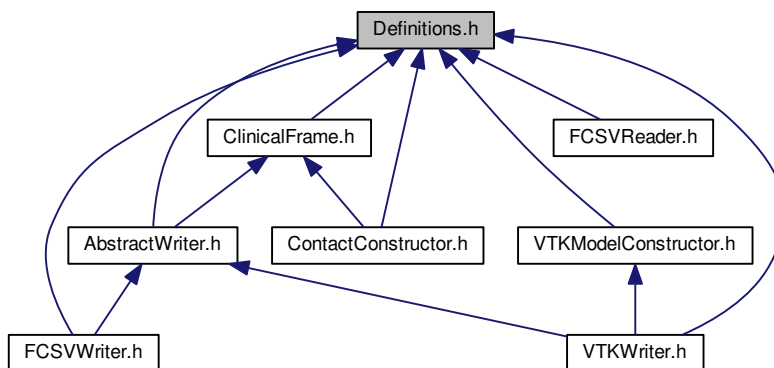 Definitions.h
ClinicalFrame.h
FCSVReader.h
AbstractWriter.h
ContactConstructor.h
VTKModelConstructor.h
FCSVWriter.h
VTKWriter.h